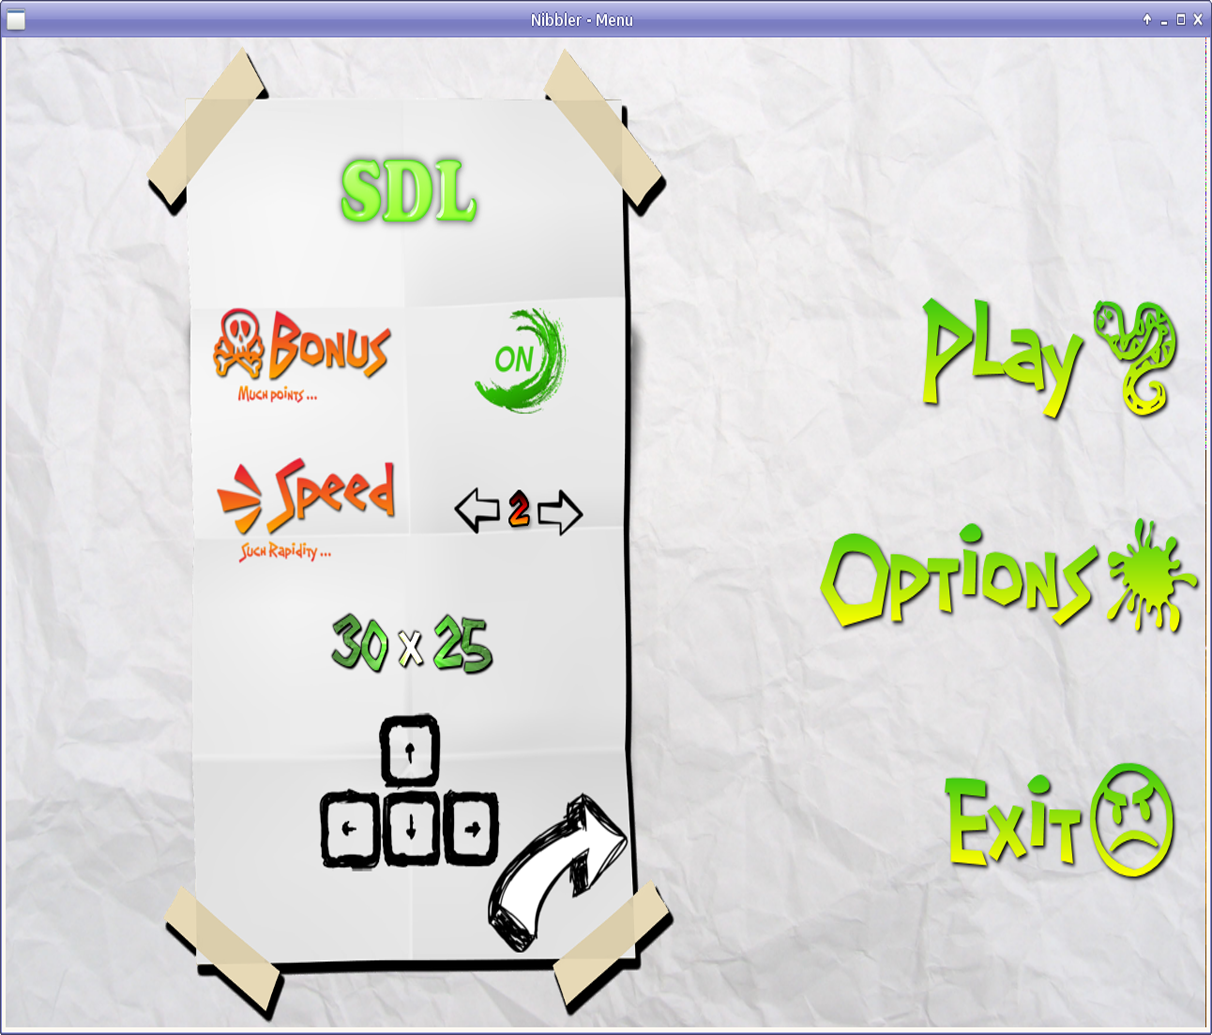 Nibbler - Menu
SDL
Bonus
Much points ...
ON
Speed
Such Rapidity ...
2
30 x 25
Play
Options
Exit